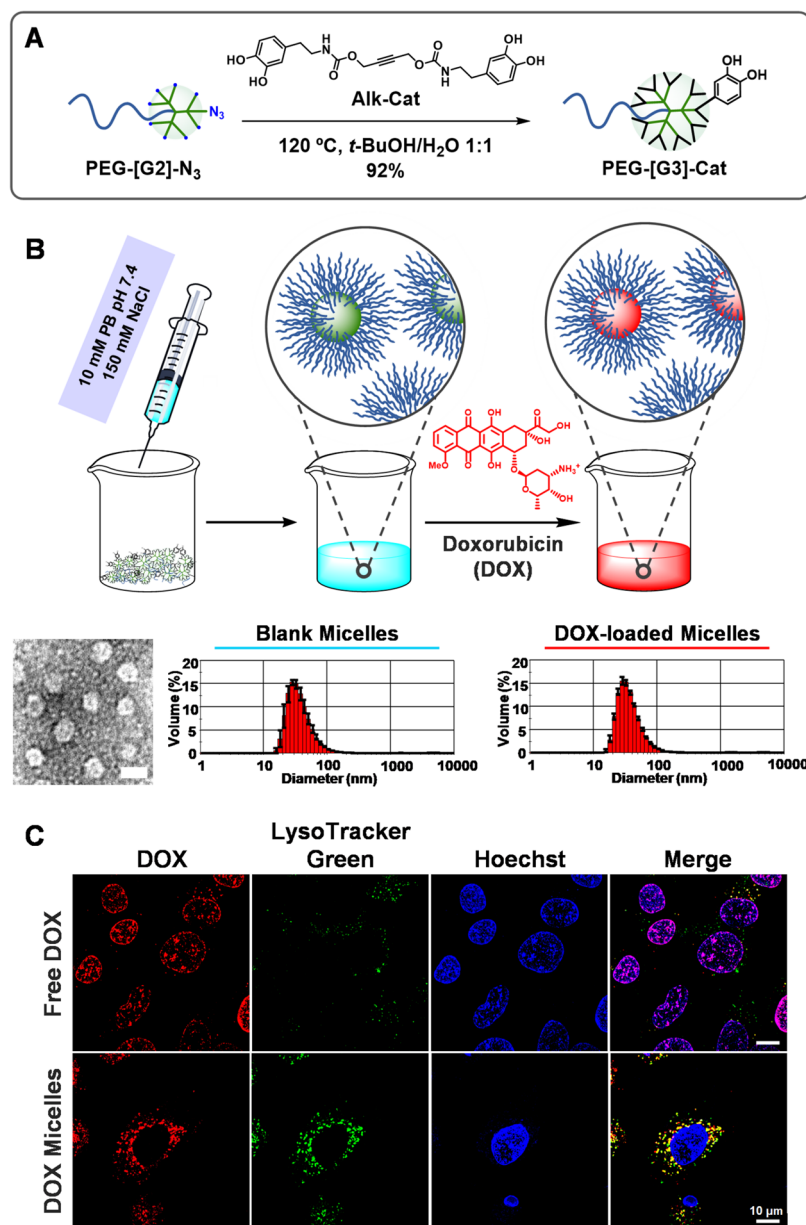 A
HO
HO
H
N
O
O
O
O
N
H
OH
OH
Alk-Cat
N₃
PEG-[G2]-N₃
120 ºC, t-BuOH/H₂O 1:1
92%
OH
OH
PEG-[G3]-Cat
B
10 mM PB pH 7.4
150 mM NaCl
O
OH
O
OH
OH
MeO
O
OH
O
NH₃⁺
O
OH
Doxorubicin
(DOX)
Blank Micelles
Volume (%)
20
15
10
5
0
1
10
100
1000
10000
Diameter (nm)
DOX-loaded Micelles
Volume (%)
20
15
10
5
0
1
10
100
1000
10000
Diameter (nm)
C
DOX
LysoTracker
Green
Hoechst
Merge
Free DOX
DOX Micelles
10 µm